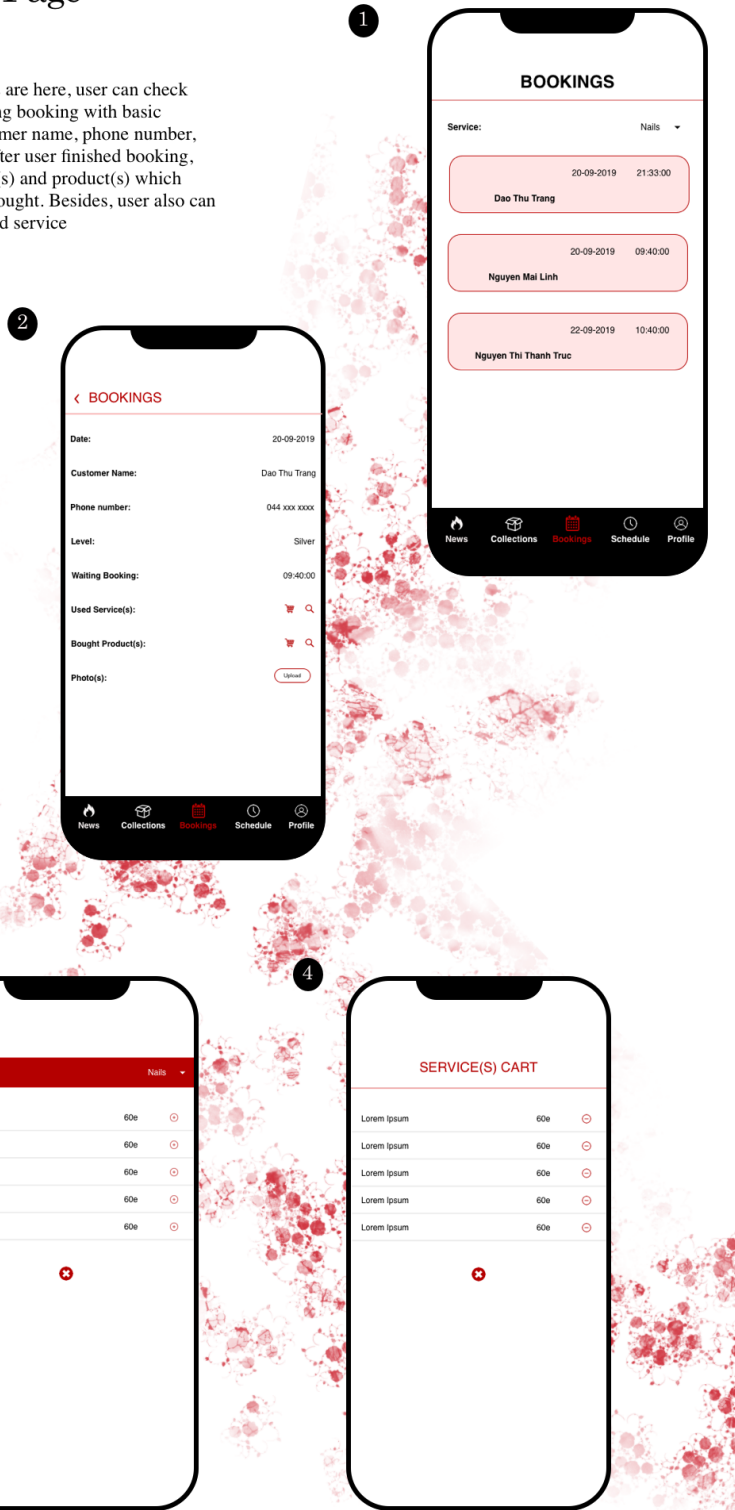 are here, user can check
booking with basic
name, phone number,
user finished booking,
and product(s) which
Besides, user also can
service
1
BOOKINGS
Service: Nails
20-09-2019 21:33:00
Dao Thu Trang
20-09-2019 09:40:00
Nguyen Mai Linh
22-09-2019 10:40:00
Nguyen Thi Thanh Truc
News Collections Bookings Schedule Profile
2
BOOKINGS
Date: 20-09-2019
Customer Name: Dao Thu Trang
Phone number: 044 xxx xxxx
Level: Silver
Waiting Booking: 09:40:00
Used Service(s):
Bought Product(s):
Photo(s): Upload
News Collections Bookings Schedule Profile
Nails
60e
60e
60e
60e
60e
4
SERVICE(S) CART
Lorem Ipsum 60e
Lorem Ipsum 60e
Lorem Ipsum 60e
Lorem Ipsum 60e
Lorem Ipsum 60e